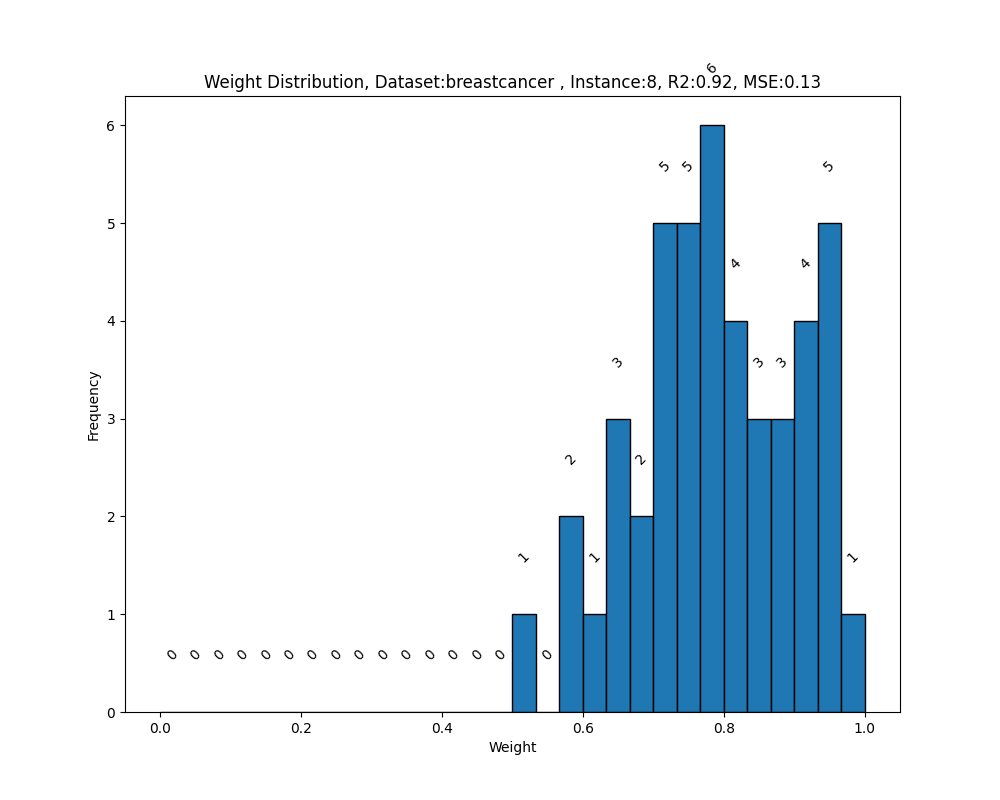 6
Weight Distribution, Dataset:breastcancer , Instance:8, R2:0.92, MSE:0.13
6
5 5 5
5
4 4
4
3 3 3
3
2 2
2
1 1 1
1
0 0 0 0 0 0 0 0 0 0 0 0 0 0 0 0
0
0.0 0.2 0.4 0.6 0.8 1.0
Weight
Frequency